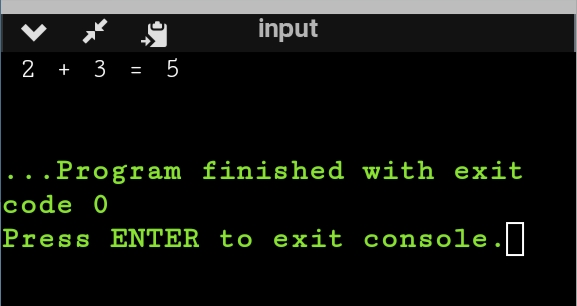 input
2 + 3 = 5
...Program finished with exit
code 0
Press ENTER to exit console.